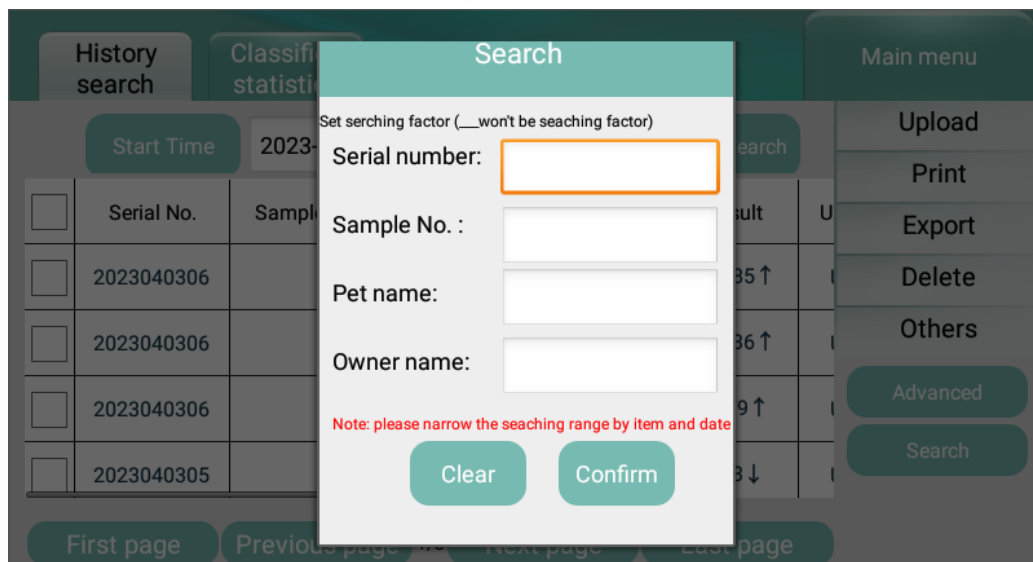 History
search
Classifi
statisti
Search
Main menu
Set serching factor (__won't be seaching factor)
Start Time
2023-
earch
Serial number:
Sample No. :
Pet name:
Owner name:
Note: please narrow the seaching range by item and date
Clear
Confirm
Serial No.
Sampl
sult
U
2023040306
35↑
2023040306
36↑
2023040306
9↑
2023040305
3↓
Upload
Print
Export
Delete
Others
Advanced
Search
First page
Previous page
Next page
Last page